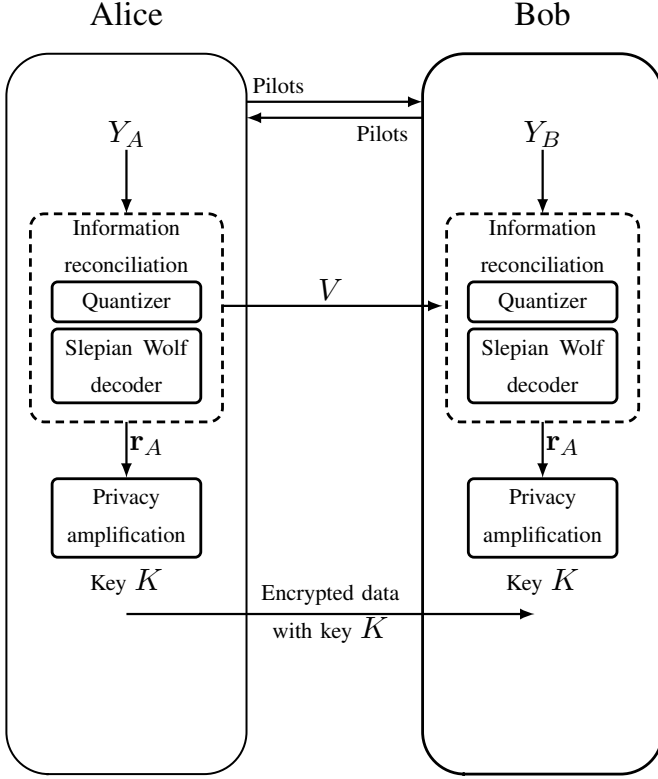 Alice
Bob
Pilots
Pilots
Y_A
Y_B
Information
reconciliation
Quantizer
Slepian Wolf
decoder
V
Information
reconciliation
Quantizer
Slepian Wolf
decoder
r_A
r_A
Privacy
amplification
Privacy
amplification
Key K
Key K
Encrypted data
with key K